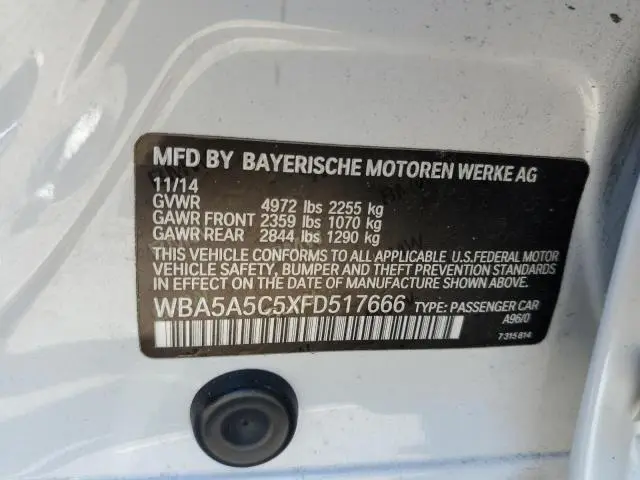 MFD BY BAYERISCHE MOTOREN WERKE AG
11/14
GVWR 4972 lbs 2255 kg
GAWR FRONT 2359 lbs 1070 kg
GAWR REAR 2844 lbs 1290 kg
THIS VEHICLE CONFORMS TO ALL APPLICABLE U.S.FEDERAL MOTOR
VEHICLE SAFETY, BUMPER, AND THEFT PREVENTION STANDARDS
IN EFFECT ON THE DATE OF MANUFACTURE SHOWN ABOVE.
WBA5A5C5XFD517666 TYPE: PASSENGER CAR
A96/0
7315814